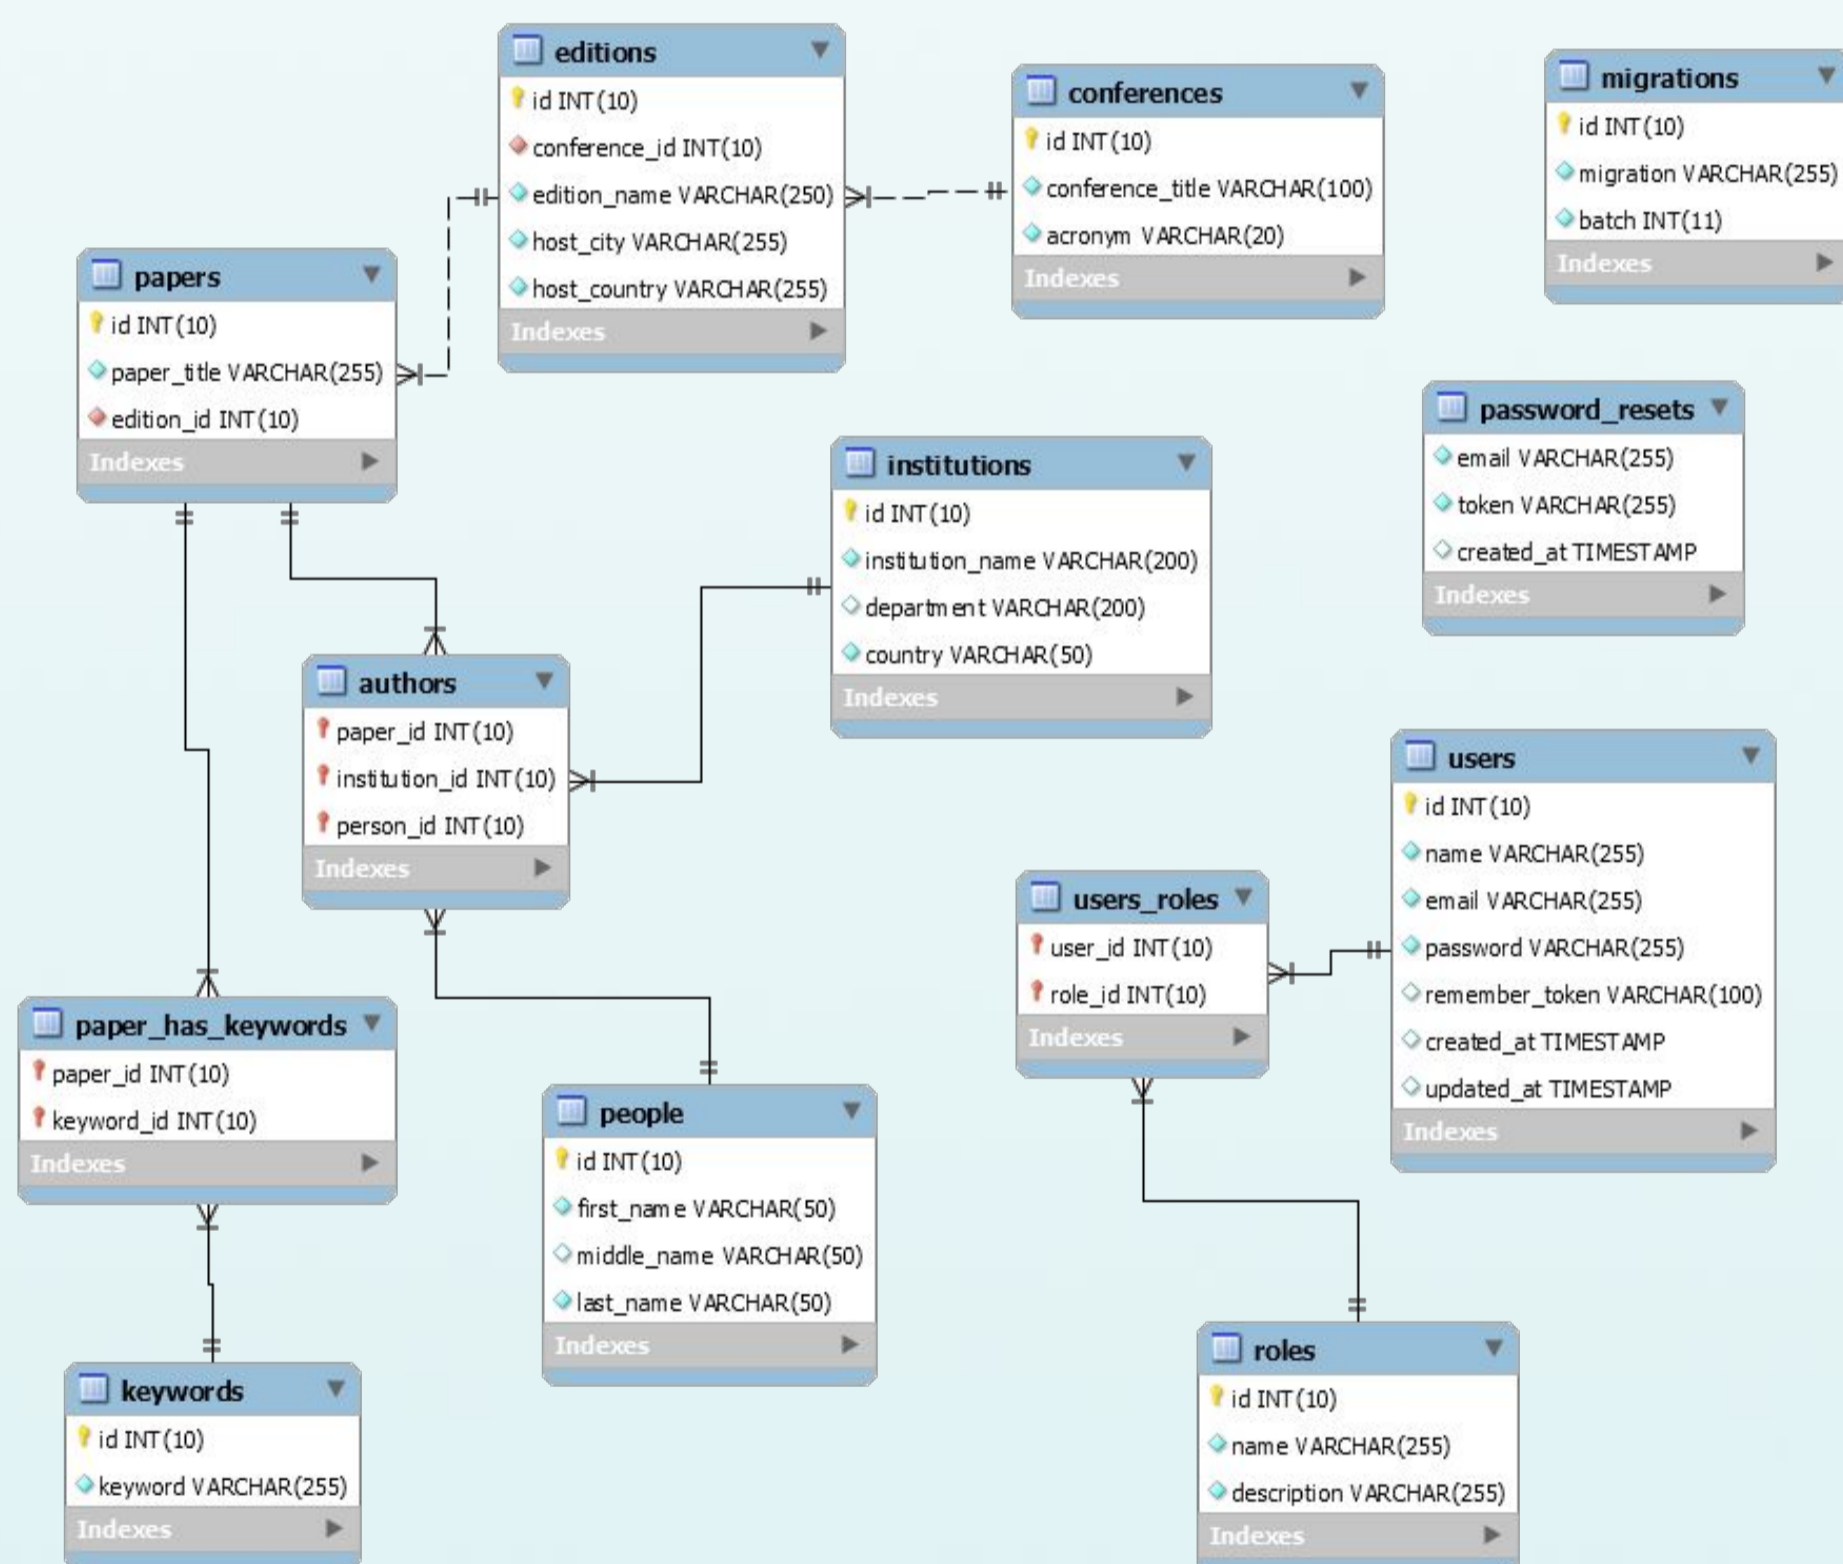 editions
id INT(10)
conference_id INT(10)
edition_name VARCHAR(250)
host_city VARCHAR(255)
host_country VARCHAR(255)
Indexes
conferences
id INT(10)
conference_title VARCHAR(100)
acronym VARCHAR(20)
Indexes
migrations
id INT(10)
migration VARCHAR(255)
batch INT(11)
Indexes
papers
id INT(10)
paper_title VARCHAR(255)
edition_id INT(10)
Indexes
password_resets
email VARCHAR(255)
token VARCHAR(255)
created_at TIMESTAMP
Indexes
institutions
id INT(10)
institution_name VARCHAR(200)
department VARCHAR(200)
country VARCHAR(50)
Indexes
authors
paper_id INT(10)
institution_id INT(10)
person_id INT(10)
Indexes
users
id INT(10)
name VARCHAR(255)
email VARCHAR(255)
password VARCHAR(255)
remember_token VARCHAR(100)
created_at TIMESTAMP
updated_at TIMESTAMP
Indexes
users_roles
user_id INT(10)
role_id INT(10)
Indexes
paper_has_keywords
paper_id INT(10)
keyword_id INT(10)
Indexes
people
id INT(10)
first_name VARCHAR(50)
middle_name VARCHAR(50)
last_name VARCHAR(50)
Indexes
keywords
id INT(10)
keyword VARCHAR(255)
Indexes
roles
id INT(10)
name VARCHAR(255)
description VARCHAR(255)
Indexes